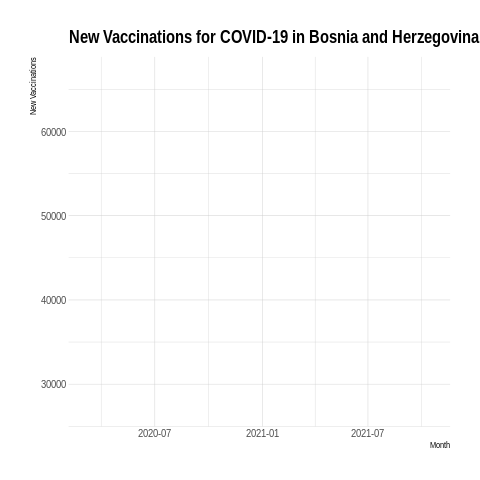 New Vaccinations for COVID-19 in Bosnia and Herzegovina
New Vaccinations
60000
50000
40000
30000
2020-07
2021-01
2021-07
Month